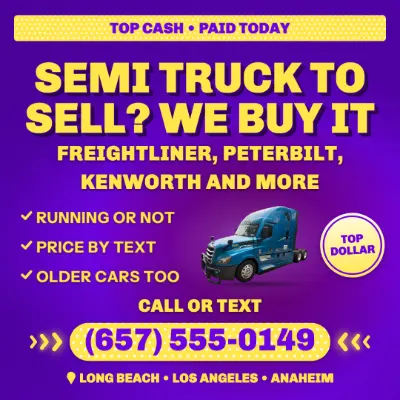 TOP CASH • PAID TODAY
SEMI TRUCK TO
SELL? WE BUY IT
FREIGHTLINER, PETERBILT,
KENWORTH AND MORE
RUNNING OR NOT
PRICE BY TEXT
OLDER CARS TOO
TOP
DOLLAR
CALL OR TEXT
(657) 555-0149
LONG BEACH • LOS ANGELES • ANAHEIM